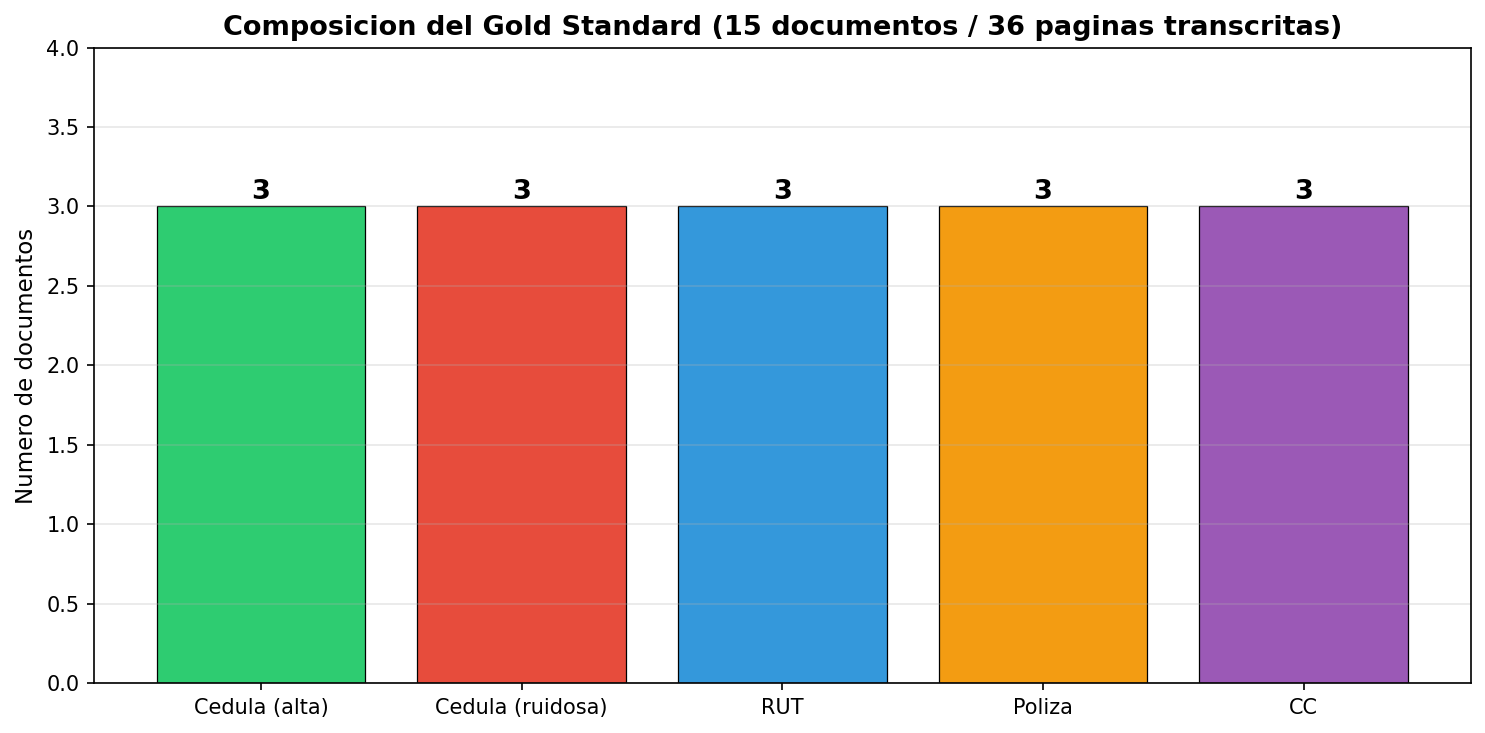 Composicion del Gold Standard (15 documentos / 36 paginas transcritas)
Numero de documentos
4.0
3.5
3.0
2.5
2.0
1.5
1.0
0.5
0.0
3
3
3
3
3
Cedula (alta)
Cedula (ruidosa)
RUT
Poliza
CC